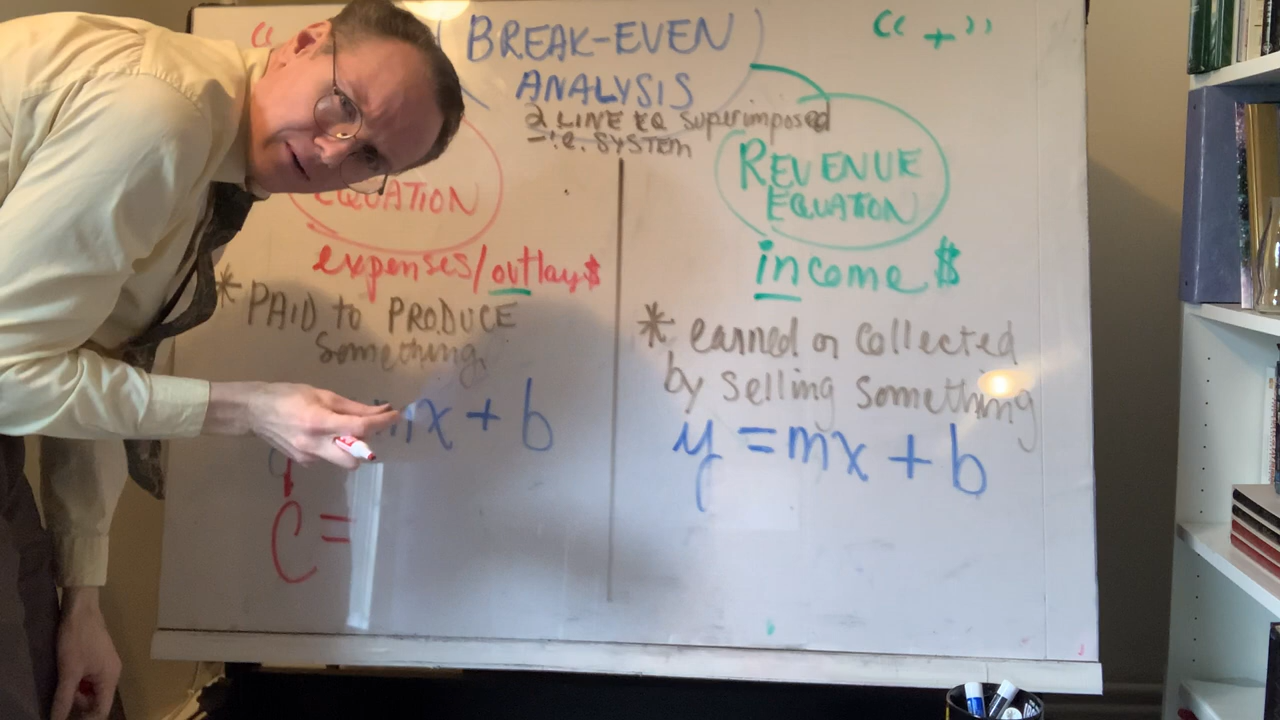 “
BREAK-EVEN
ANALYSIS
2 LINE EQ superimposed
- i.e. SYSTEM
“ + ”
EQUATION
expenses/outlay$
* PAID to PRODUCE
something
mx + b
C =
REVENUE
EQUATION
income $
* earned or collected
by selling something
y = mx + b